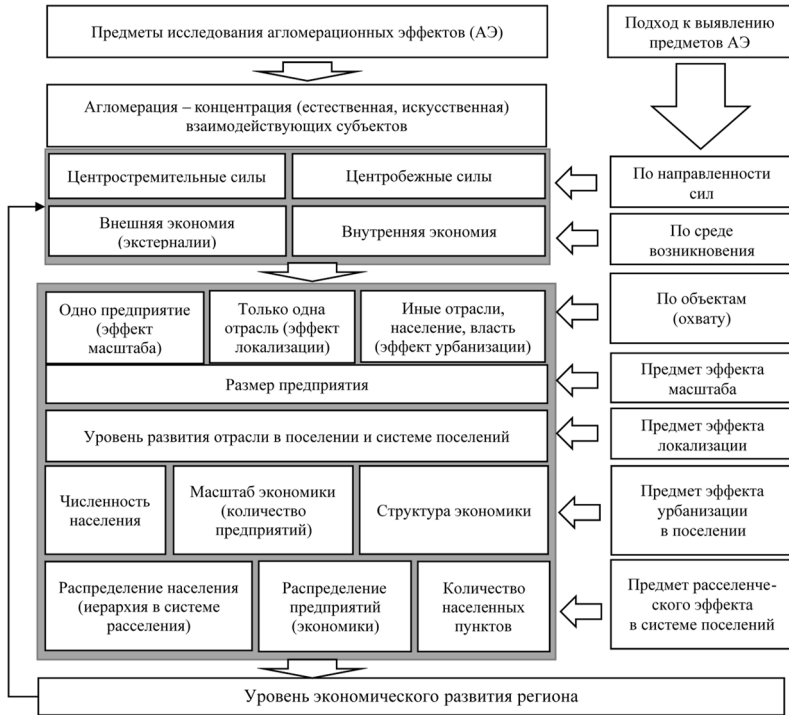 Предметы исследования агломерационных эффектов (АЭ)
Подход к выявлению
предметов АЭ
Агломерация – концентрация (естественная, искусственная)
взаимодействующих субъектов
Центростремительные силы
Центробежные силы
По направленности
сил
Внешняя экономия
(экстерналии)
Внутренняя экономия
По среде
возникновения
Одно предприятие
(эффект
масштаба)
Только одна
отрасль (эффект
локализации)
Иные отрасли,
население, власть
(эффект урбанизации)
По объектам
(охвату)
Размер предприятия
Предмет эффекта
масштаба
Уровень развития отрасли в поселении и системе поселений
Предмет эффекта
локализации
Численность
населения
Масштаб экономики
(количество
предприятий)
Структура экономики
Предмет эффекта
урбанизации
в поселении
Распределение населения
(иерархия в системе
расселения)
Распределение
предприятий
(экономики)
Количество
населенных
пунктов
Предмет расселенче-
ского эффекта
в системе поселений
Уровень экономического развития региона